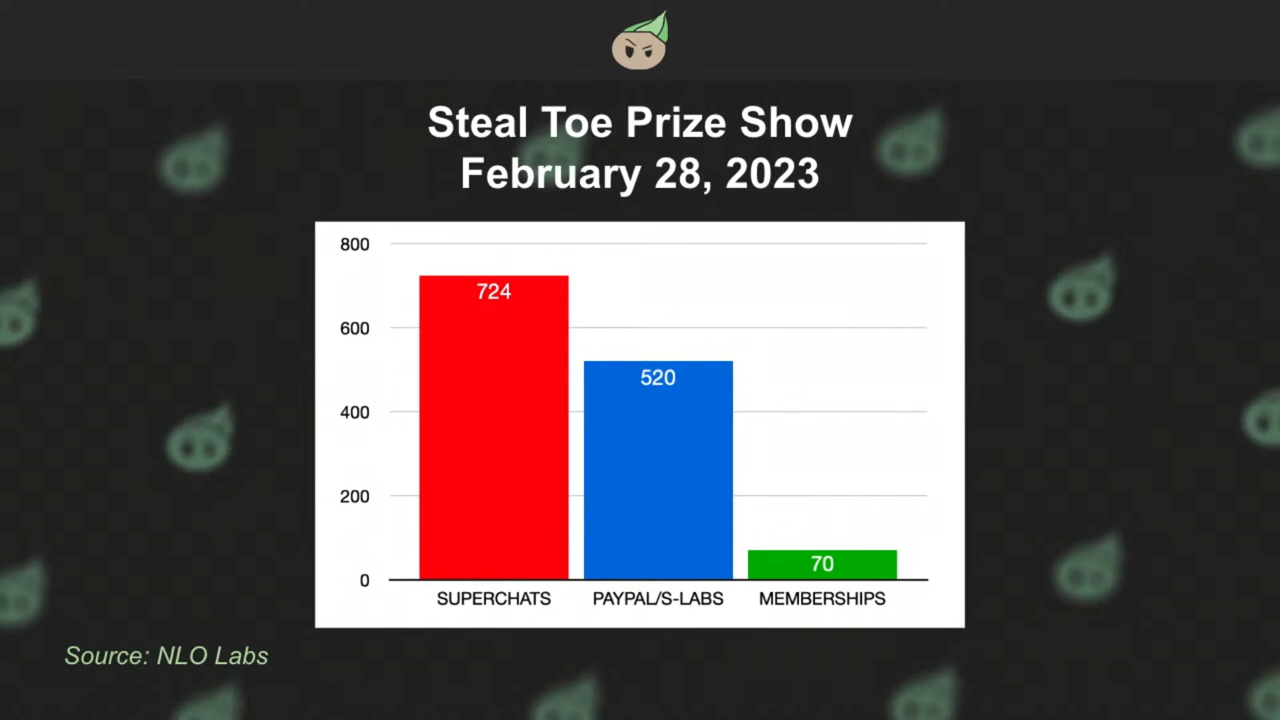 Steal Toe Prize Show
February 28, 2023
800
600
400
200
0
724
520
70
SUPERCHATS
PAYPAL/S-LABS
MEMBERSHIPS
Source: NLO Labs